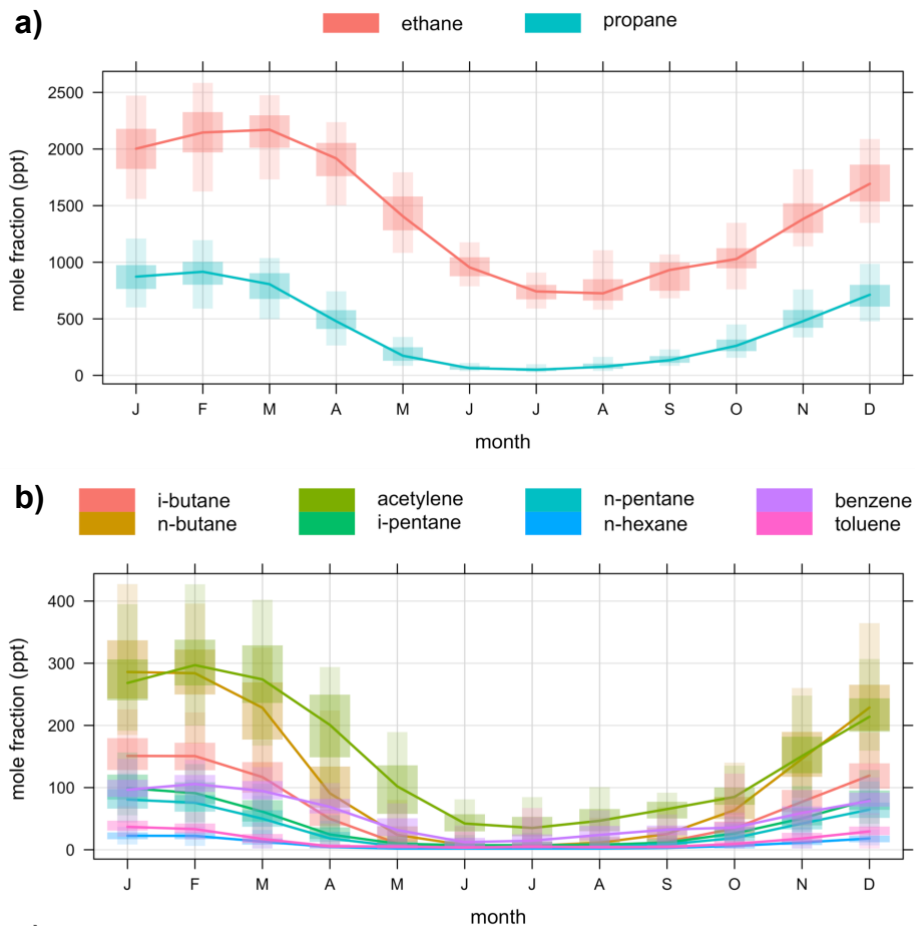 a)
ethane propane
2500
2000
1500
1000
500
0
mole fraction (ppt)
J F M A M J J A S O N D
month
b)
i-butane acetylene n-pentane benzene
n-butane i-pentane n-hexane toluene
400
300
200
100
0
mole fraction (ppt)
J F M A M J J A S O N D
month